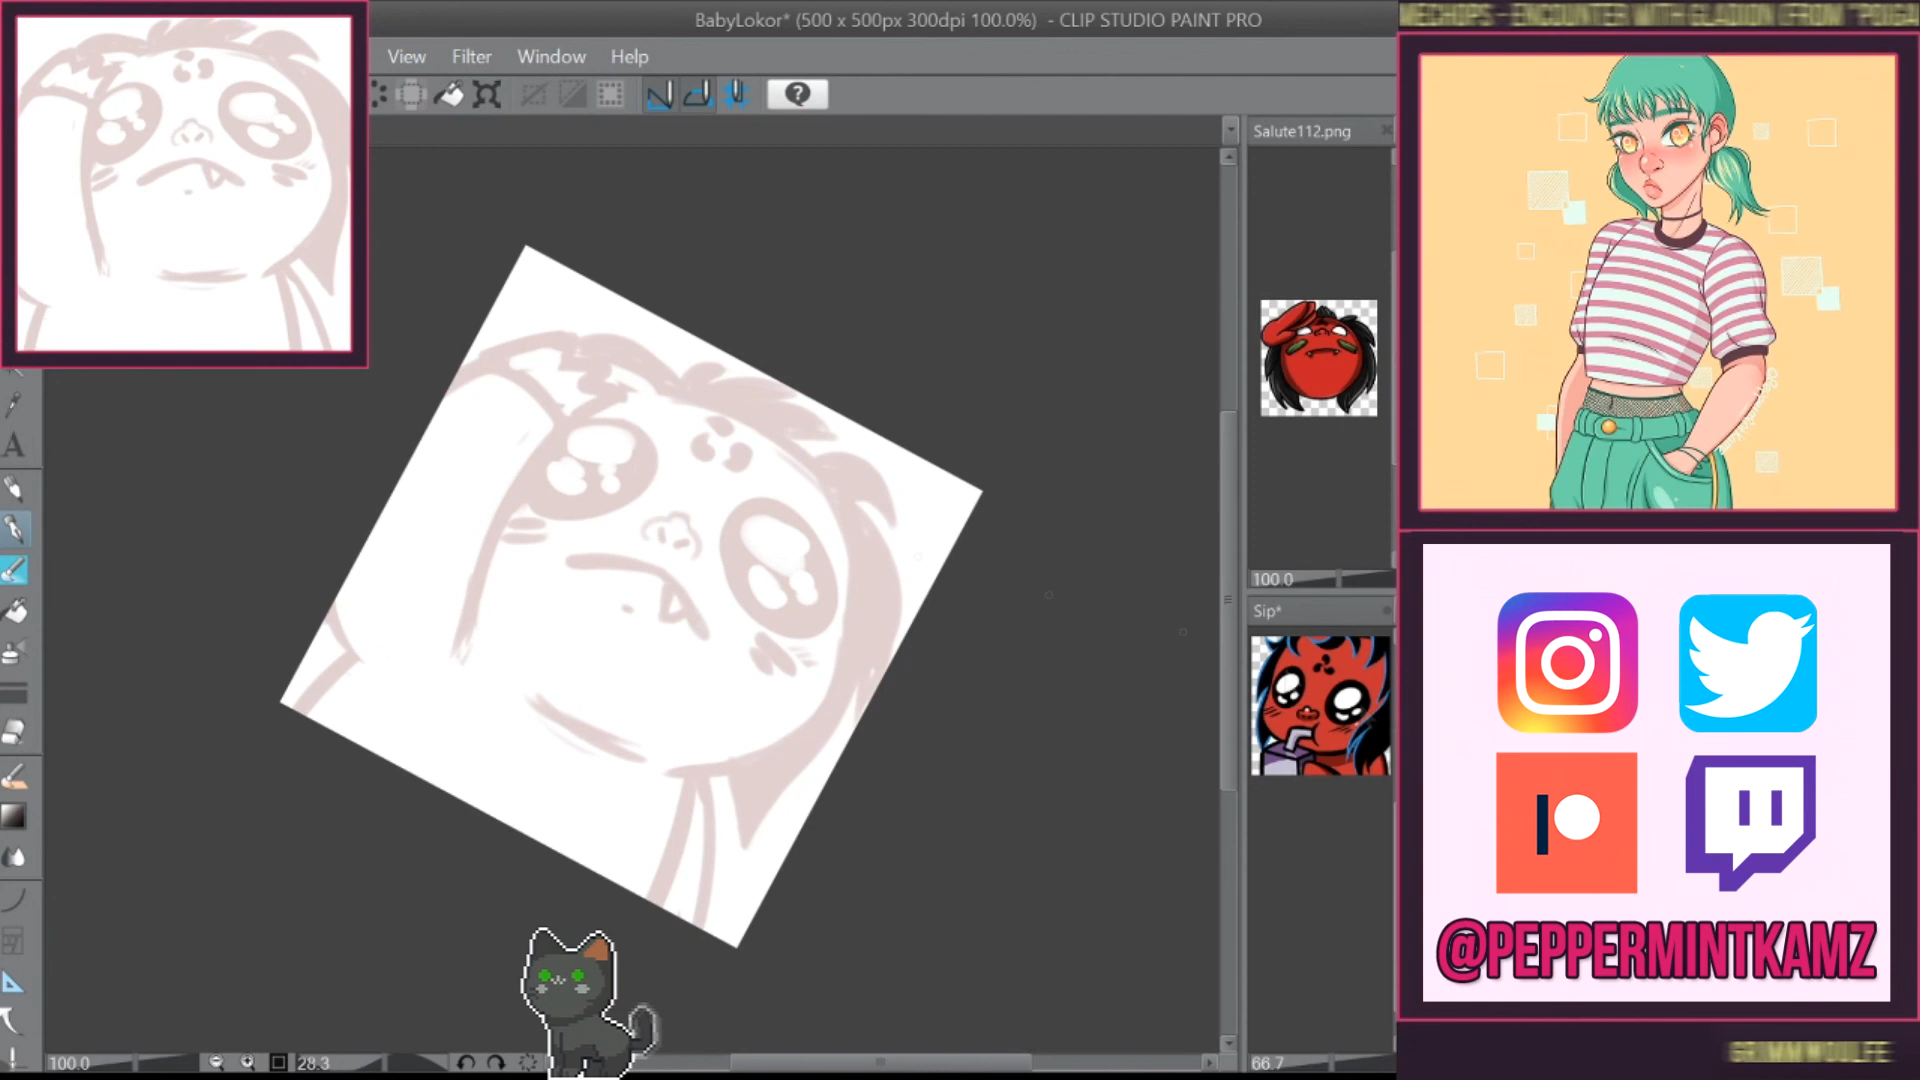 BabyLokor* (500 x 500px 300dpi 100.0%) - CLIP STUDIO PAINT PRO
View Filter Window Help
Salute112.png
100.0
Sip*
A
100.0
28.3
66.7
@PEPPERMINTKAMZ